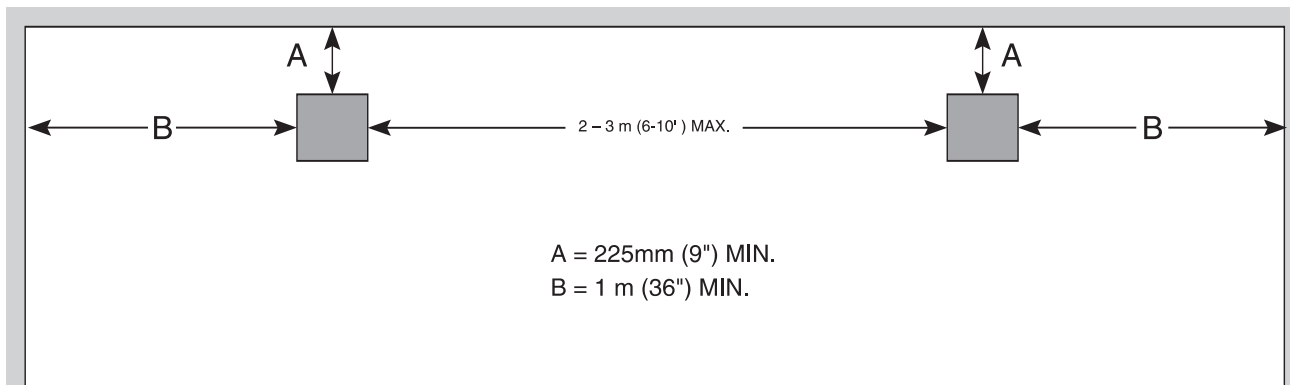 A
A
B
2 – 3 m (6-10' ) MAX.
B
A = 225mm (9") MIN.
B = 1 m (36") MIN.